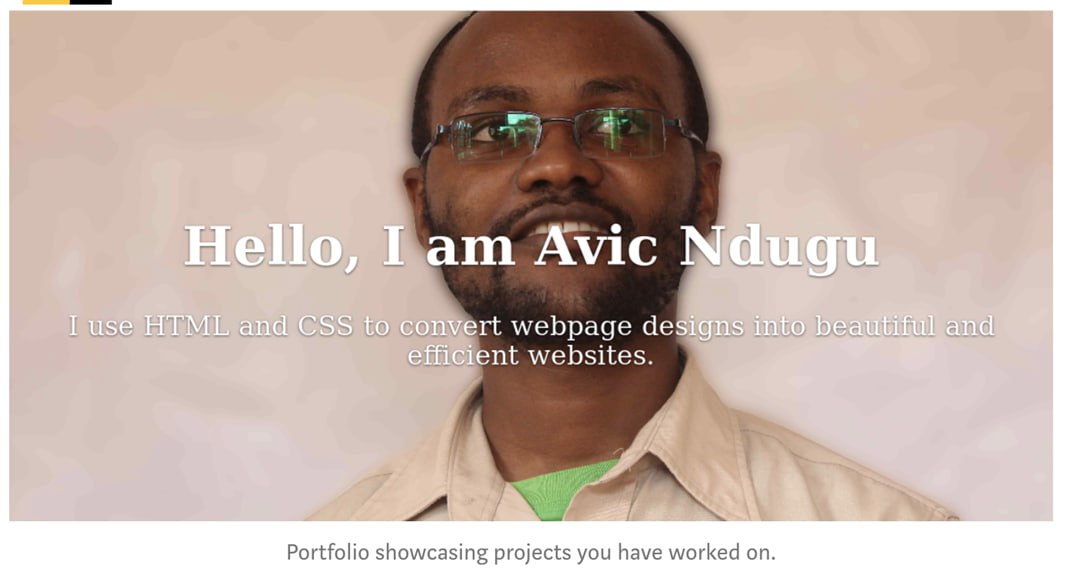 Hello, I am Avic Ndugu
I use HTML and CSS to convert webpage designs into beautiful and
efficient websites.
Portfolio showcasing projects you have worked on.